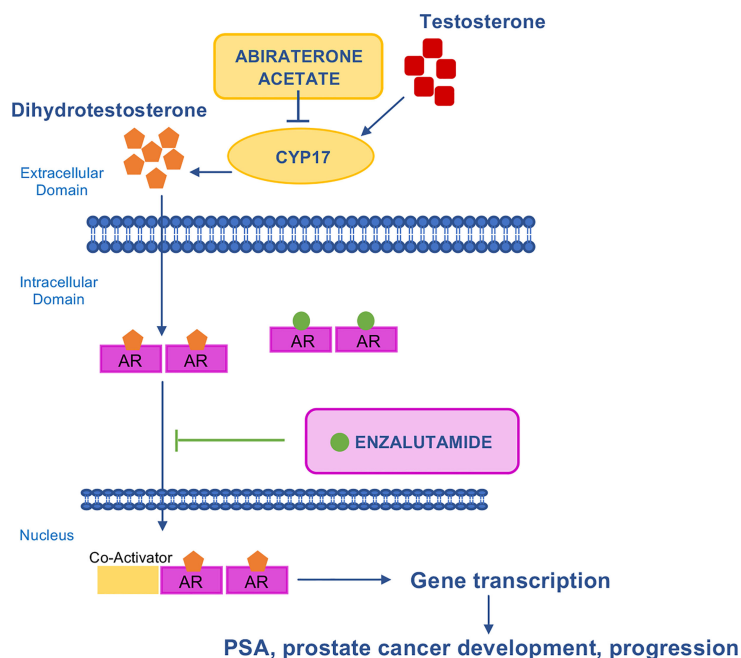 Testosterone
ABIRATERONE
ACETATE
Dihydrotestosterone
CYP17
Extracellular
Domain
Intracellular
Domain
AR
AR
AR
AR
ENZALUTAMIDE
Nucleus
Co-Activator
AR
AR
Gene transcription
PSA, prostate cancer development, progression